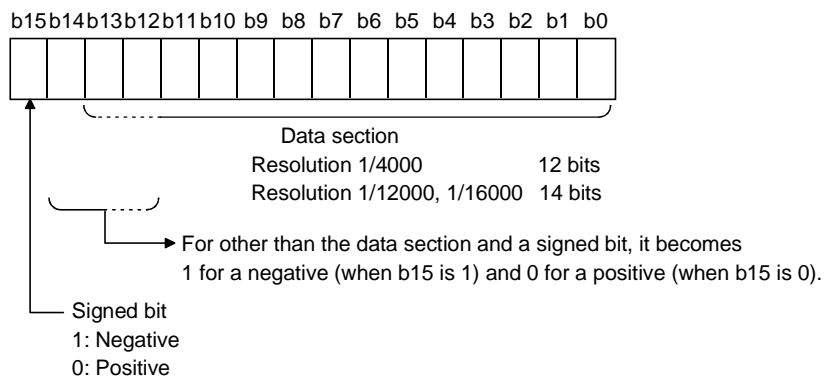 b15 b14 b13 b12 b11 b10 b9 b8 b7 b6 b5 b4 b3 b2 b1 b0
Data section
Resolution 1/4000 12 bits
Resolution 1/12000, 1/16000 14 bits
For other than the data section and a signed bit, it becomes
1 for a negative (when b15 is 1) and 0 for a positive (when b15 is 0).
Signed bit
1: Negative
0: Positive